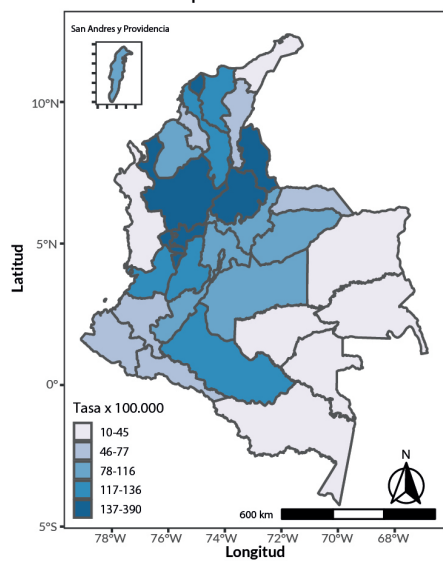 San Andres y Providencia
10°N
5°N
0°
5°S
Latitud
Tasa x 100.000
10-45
46-77
78-116
117-136
137-390
N
600 km
78°W
76°W
74°W
72°W
70°W
68°W
Longitud